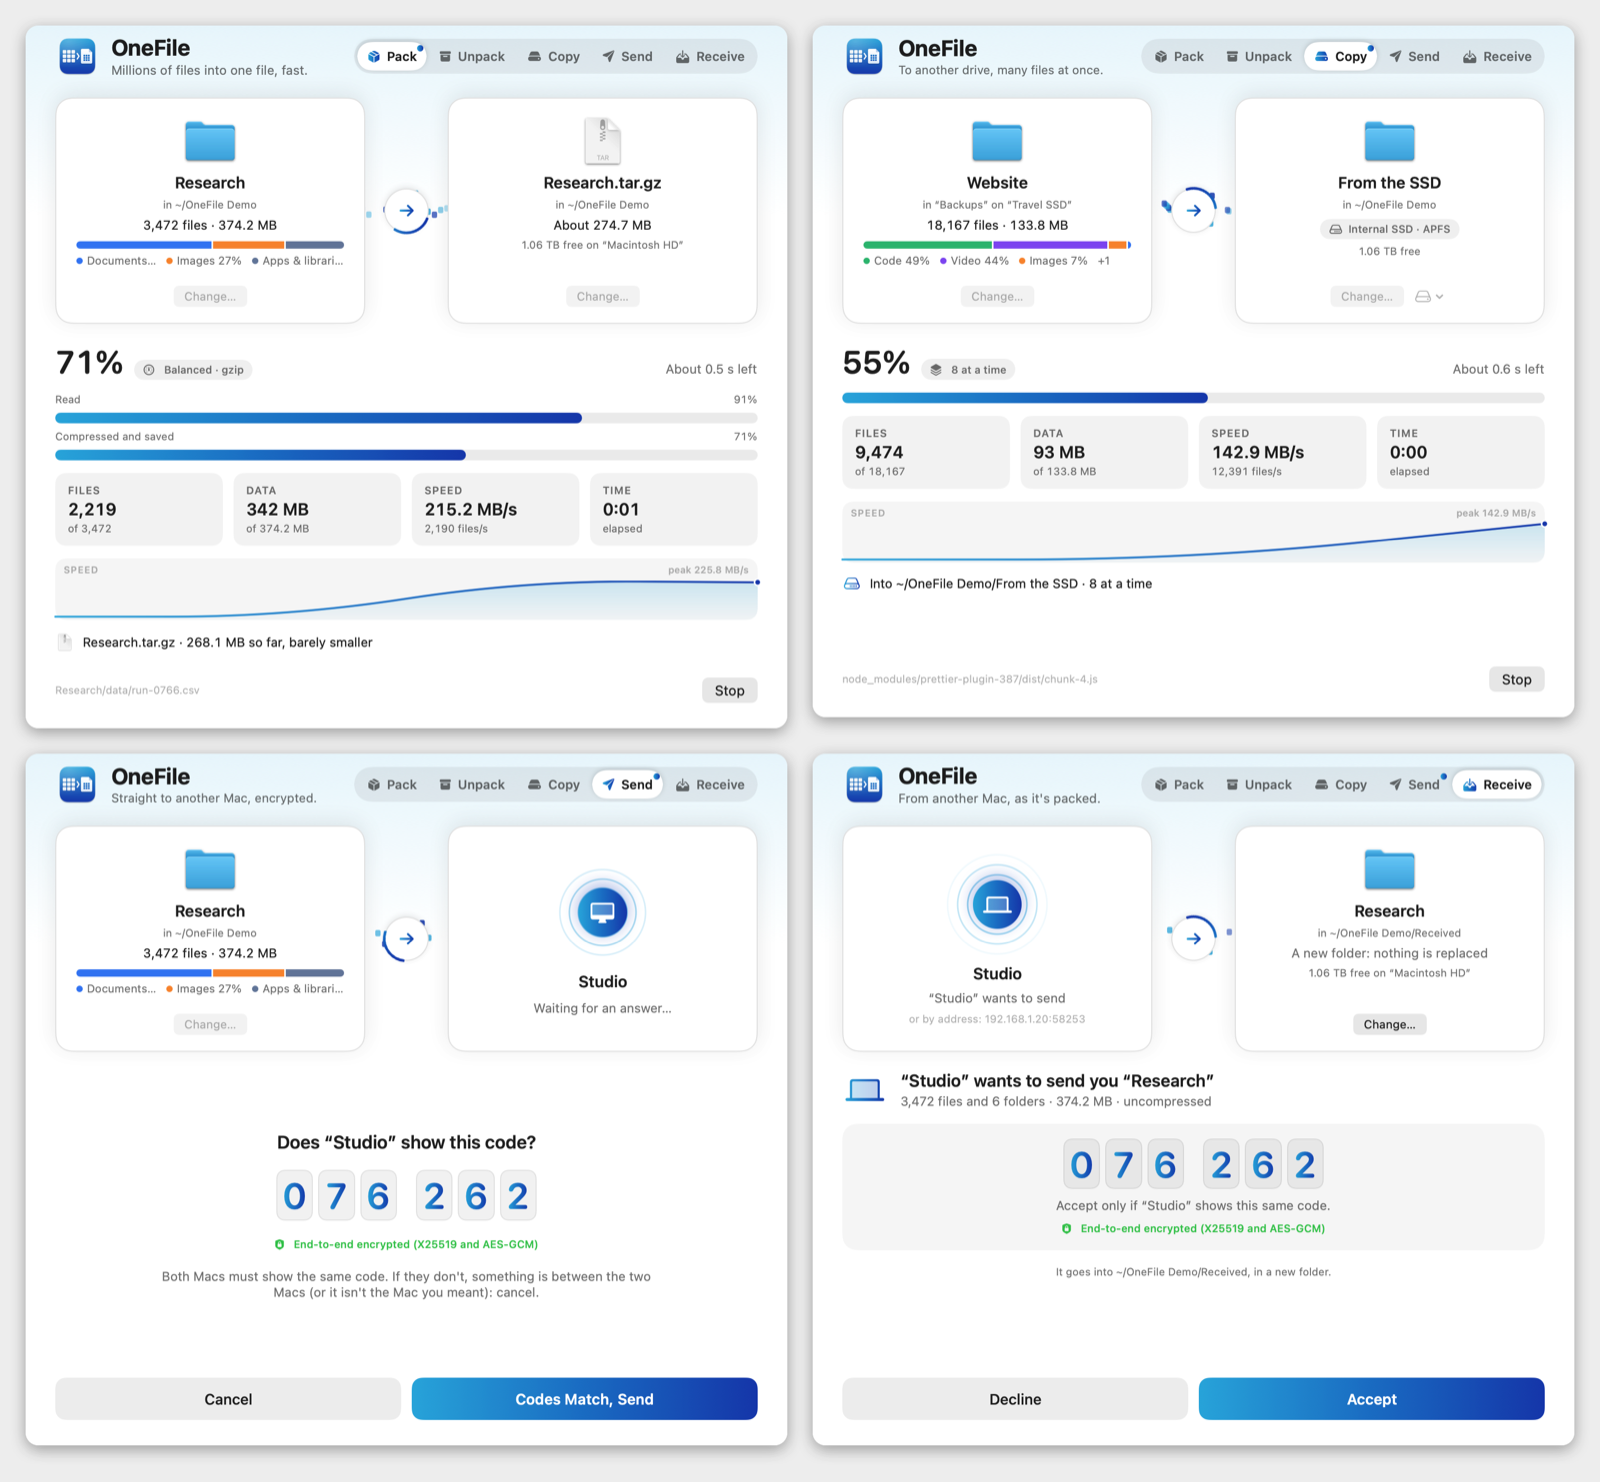 OneFile
Millions of files into one file, fast.
Pack
Unpack
Copy
Send
Receive
Research
in ~/OneFile Demo
3,472 files · 374.2 MB
Documents... Images 27% Apps & librari...
Change...
TAR
Research.tar.gz
in ~/OneFile Demo
About 274.7 MB
1.06 TB free on “Macintosh HD”
Change...
71% Balanced · gzip About 0.5 s left
Read 91%
Compressed and saved 71%
FILES
2,219
of 3,472
DATA
342 MB
of 374.2 MB
SPEED
215.2 MB/s
2,190 files/s
TIME
0:01
elapsed
SPEED peak 225.8 MB/s
Research.tar.gz · 268.1 MB so far, barely smaller
Research/data/run-0766.csv
Stop
OneFile
To another drive, many files at once.
Pack
Unpack
Copy
Send
Receive
Website
in “Backups” on “Travel SSD”
18,167 files · 133.8 MB
Code 49% Video 44% Images 7% +1
Change...
From the SSD
in ~/OneFile Demo
Internal SSD · APFS
1.06 TB free
Change...
55% 8 at a time About 0.6 s left
FILES
9,474
of 18,167
DATA
93 MB
of 133.8 MB
SPEED
142.9 MB/s
12,391 files/s
TIME
0:00
elapsed
SPEED peak 142.9 MB/s
Into ~/OneFile Demo/From the SSD · 8 at a time
node_modules/prettier-plugin-387/dist/chunk-4.js
Stop
OneFile
Straight to another Mac, encrypted.
Pack
Unpack
Copy
Send
Receive
Research
in ~/OneFile Demo
3,472 files · 374.2 MB
Documents... Images 27% Apps & librari...
Change...
Studio
Waiting for an answer...
Does “Studio” show this code?
076 262
End-to-end encrypted (X25519 and AES-GCM)
Both Macs must show the same code. If they don't, something is between the two
Macs (or it isn't the Mac you meant): cancel.
Cancel
Codes Match, Send
OneFile
From another Mac, as it's packed.
Pack
Unpack
Copy
Send
Receive
Studio
“Studio” wants to send
or by address: 192.168.1.20:58253
Research
in ~/OneFile Demo/Received
A new folder: nothing is replaced
1.06 TB free on “Macintosh HD”
Change...
“Studio” wants to send you “Research”
3,472 files and 6 folders · 374.2 MB · uncompressed
076 262
Accept only if “Studio” shows this same code.
End-to-end encrypted (X25519 and AES-GCM)
It goes into ~/OneFile Demo/Received, in a new folder.
Decline
Accept